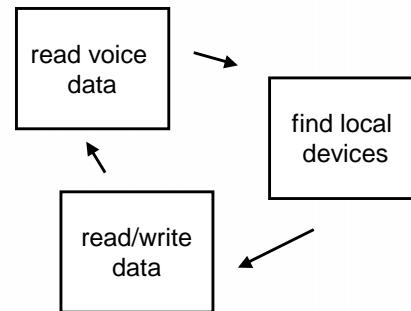 read voice
data
find local
devices
read/write
data